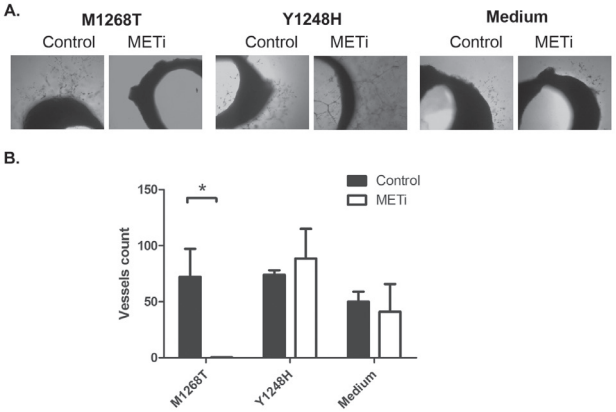 A.
M1268T Y1248H Medium
Control METi Control METi Control METi
B.
Control
METi
*
150
100
50
0
Vessels count
M1268T
Y1248H
Medium